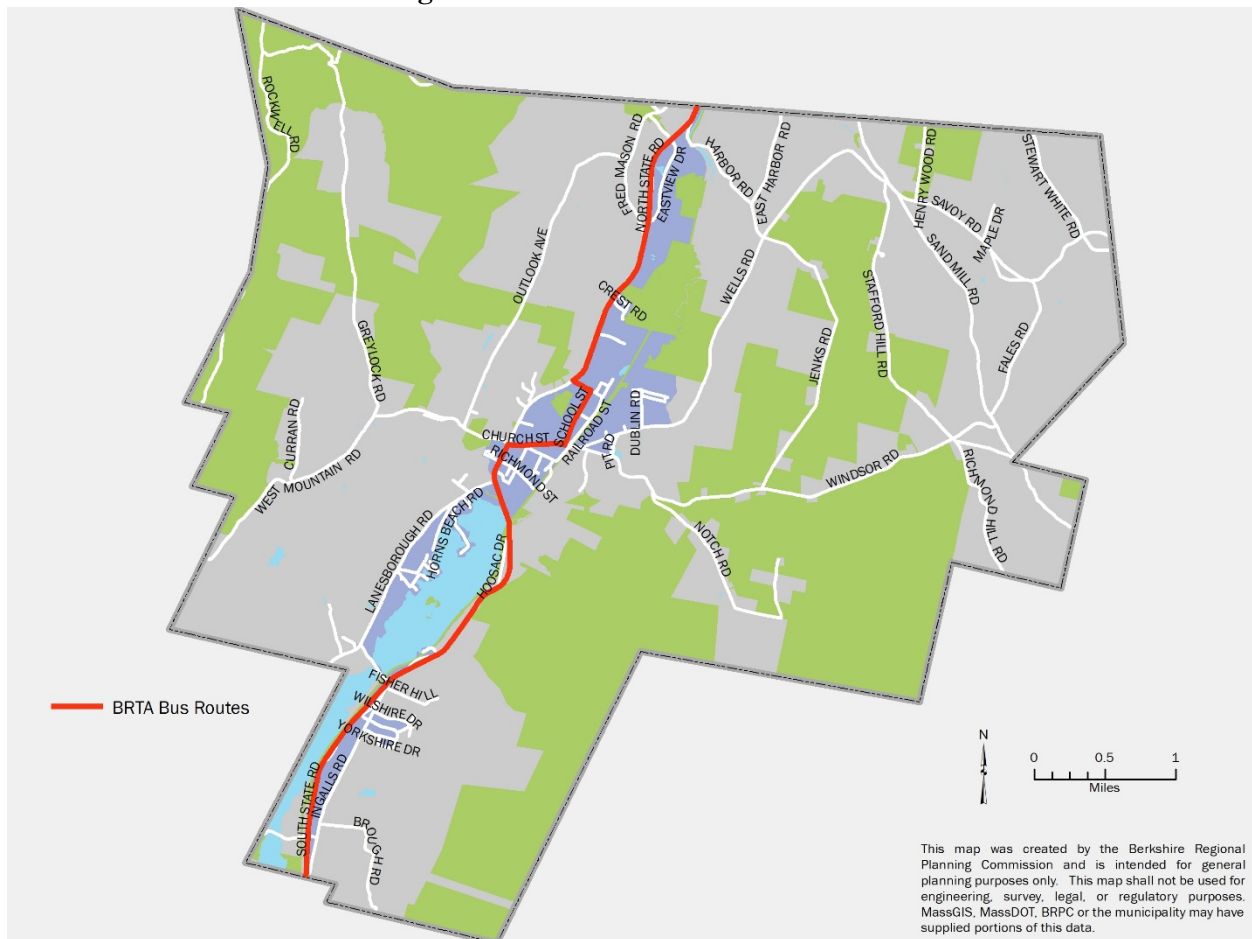 ROCKWELL RD
FRED MASON RD
NORTH STATE RD
EASTVIEW DR
HARBOR RD
EAST HARBOR RD
HENRY WOOD RD
STEWART WHITE RD
SAVOY RD
MAPLE DR
SAND MILL RD
OUTLOOK AVE
WELLS RD
CREST RD
STAFFORD HILL RD
GREYLOCK RD
JENKS RD
FALES RD
CURRAN RD
SCHOOL ST
RAILROAD ST
DUBLIN RD
CHURCH ST
RICHMOND ST
PIT RD
WEST MOUNTAIN RD
WINDSOR RD
RICHMOND HILL RD
LANESBOROUGH RD
HORNS BEACH RD
HOOSAC DR
NOTCH RD
FISHER HILL
WILSHIRE DR
YORKSHIRE DR
BRTA Bus Routes
SOUTH STATE RD
INGALLS RD
BROUGH RD
N
0 0.5 1
Miles
This map was created by the Berkshire Regional
Planning Commission and is intended for general
planning purposes only. This map shall not be used for
engineering, survey, legal, or regulatory purposes.
MassGIS, MassDOT, BRPC or the municipality may have
supplied portions of this data.